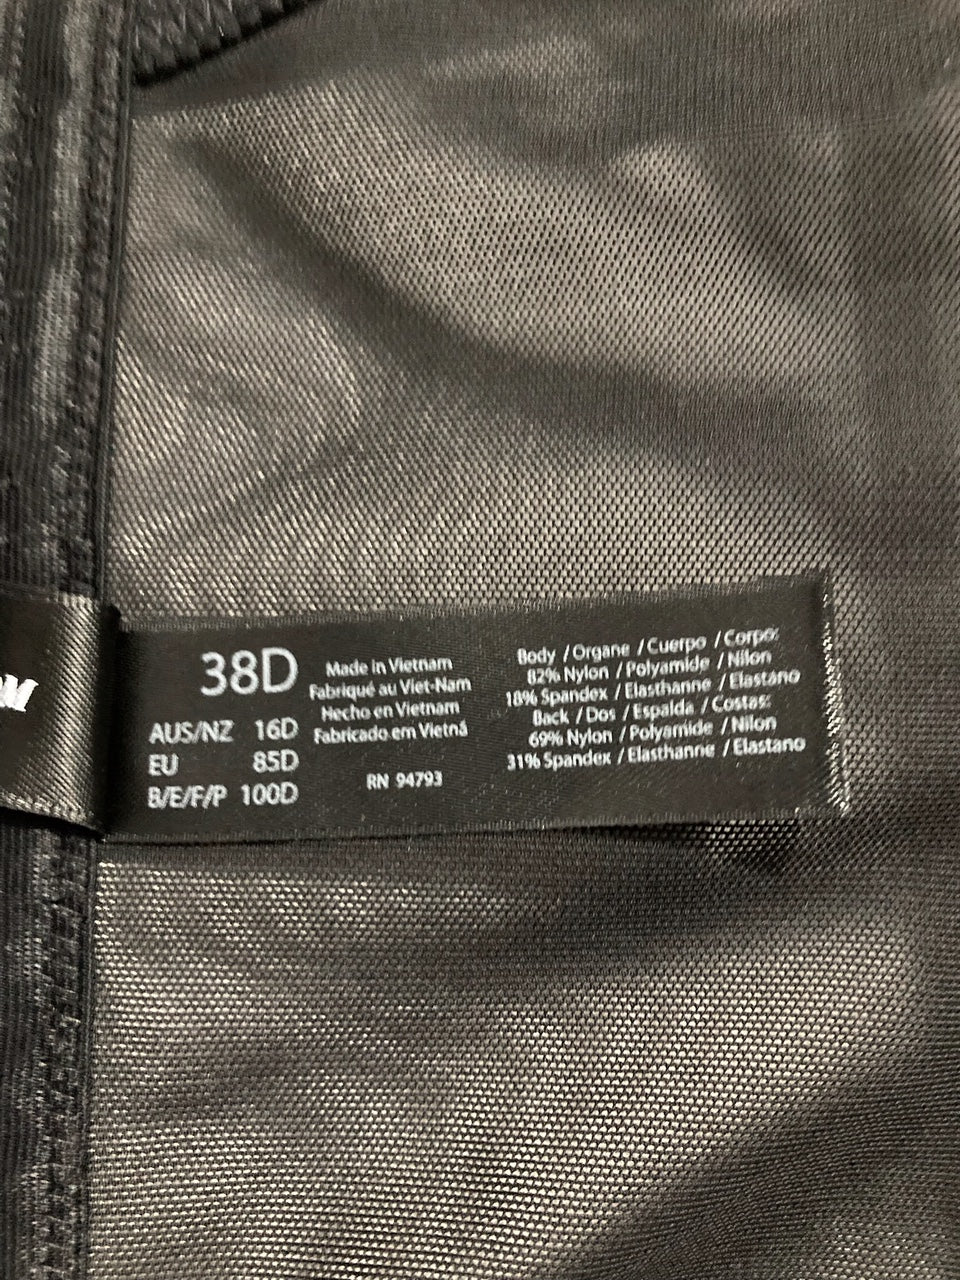 38D
AUS/NZ 16D
EU 85D
B/E/F/P 100D
Made in Vietnam
Fabriqué au Viet-Nam
Hecho en Vietnam
Fabricado em Vietnã
RN 94793
Body / Organe / Cuerpo / Corpo:
82% Nylon / Polyamide / Nilon
18% Spandex / Elasthanne / Elastano
Back / Dos / Espalda / Costas:
69% Nylon / Polyamide / Nilon
31% Spandex / Elasthanne / Elastano